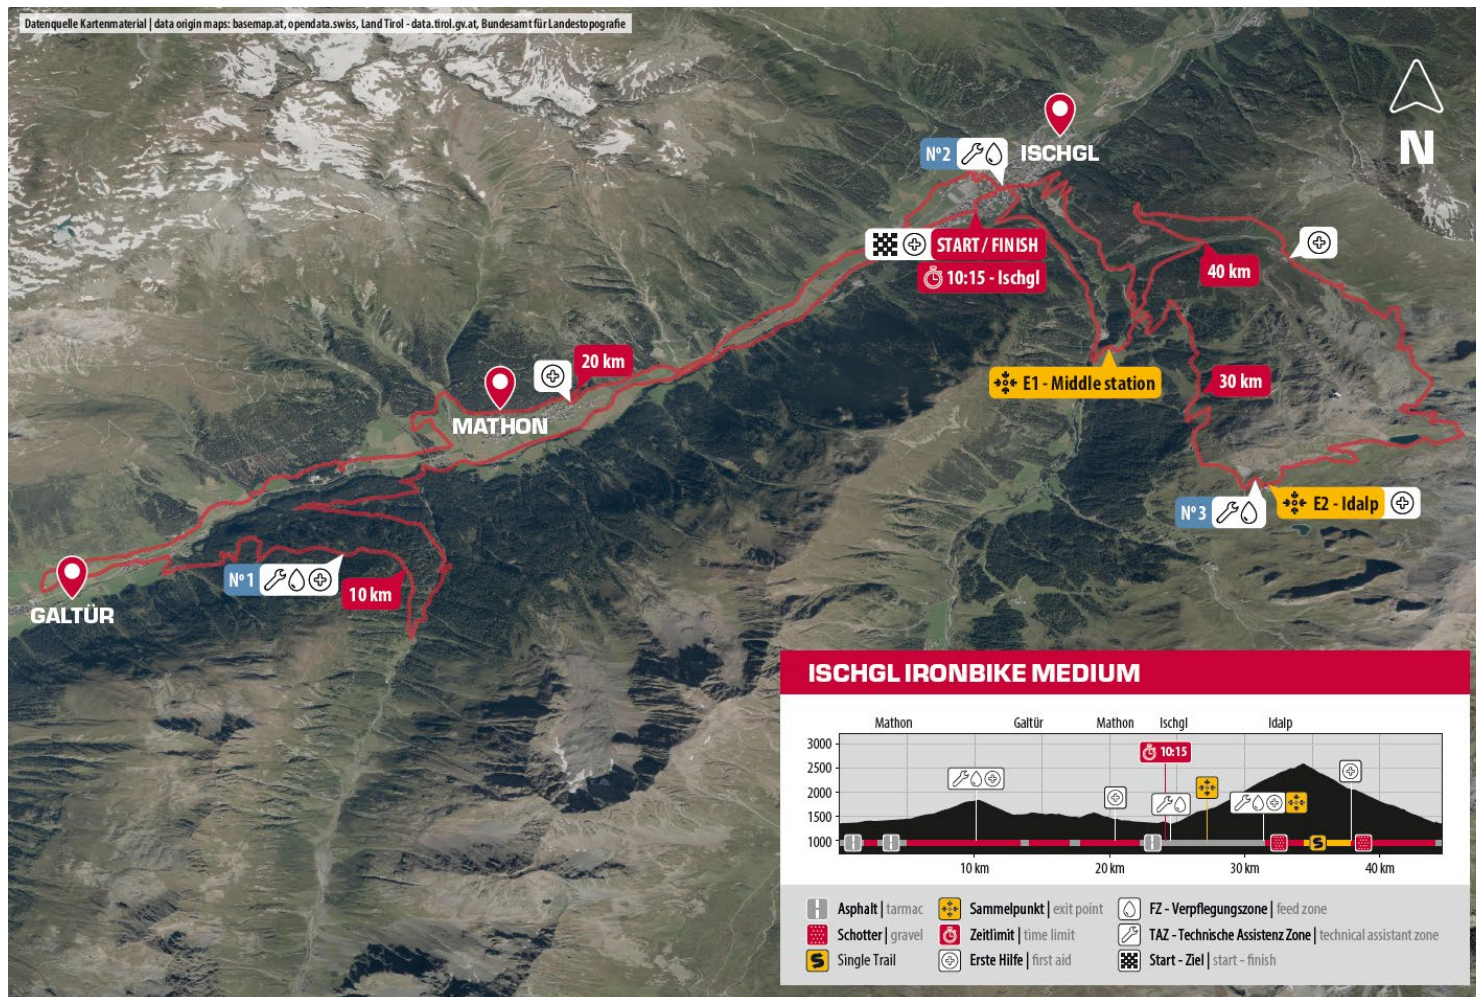 Datenquelle Kartenmaterial | data origin maps: basemap.at, opendata.swiss, Land Tirol - data.tirol.gv.at, Bundesamt für Landestopografie
N
Nº2
ISCHGL
START / FINISH
10:15 - Ischgl
40 km
20 km
E1 - Middle station
30 km
MATHON
Nº3
E2 - Idalp
Nº1
10 km
GALTÜR
ISCHGL IRONBIKE MEDIUM
Mathon Galtür Mathon Ischgl Idalp
3000
10:15
2500
2000
1500
1000
10 km 20 km 30 km 40 km
Asphalt | tarmac
Sammelpunkt | exit point
FZ - Verpflegungszone | feed zone
Schotter | gravel
Zeitlimit | time limit
TAZ - Technische Assistenz Zone | technical assistant zone
Single Trail
Erste Hilfe | first aid
Start - Ziel | start - finish